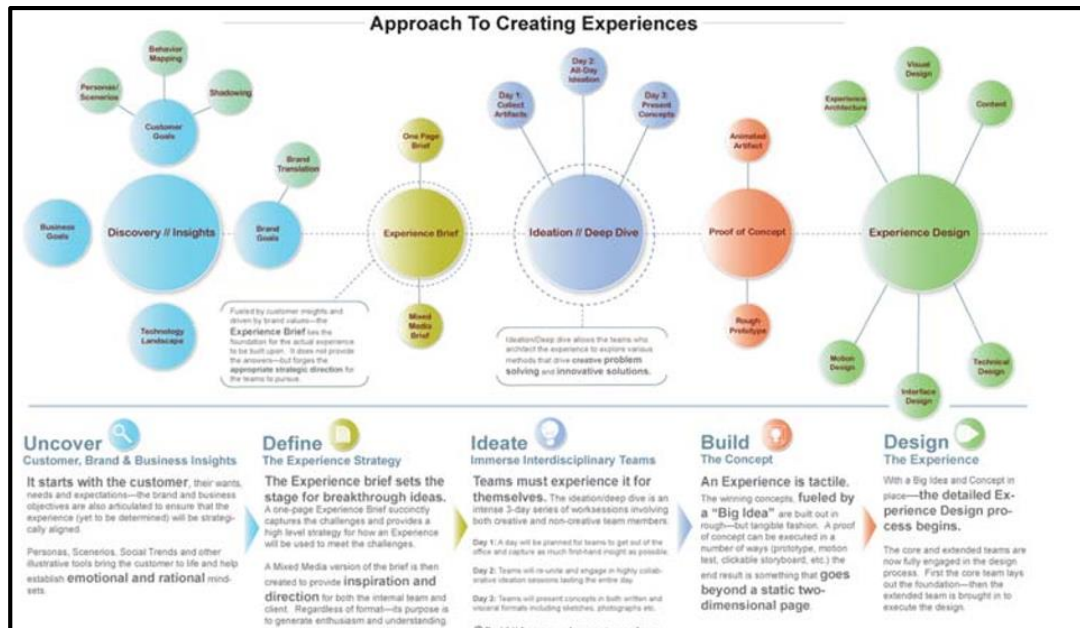 Approach To Creating Experiences
Behavior
Mapping
Personas/
Scenerios
Shadowing
Customer
Goals
Brand
Translation
Business
Goals
Discovery // Insights
Brand
Goals
Technology
Landscape
One Page
Brief
Experience Brief
Mixed
Media
Brief
Fueled by customer insights and
driven by brand values—the
Experience Brief lies the
foundation for the actual experience
to be built upon. It does not provide
the answers—but forges the
appropriate strategic direction for
the teams to pursue.
Day 1:
Collect
Artifacts
Day 2:
All-Day
Ideation
Day 3:
Present
Concepts
Ideation // Deep Dive
Ideation/Deep dive allows the teams who
architect the experience to explore various
methods that drive creative problem
solving and innovative solutions.
Animated
Artifact
Proof of Concept
Rough
Prototype
Visual
Design
Experience
Architecture
Content
Experience Design
Motion
Design
Technical
Design
Interface
Design
Uncover
Customer, Brand & Business Insights
It starts with the customer, their wants,
needs and expectations—the brand and business
objectives are also articulated to ensure that
the experience (yet to be determined) will be strateg-
ically aligned.
Personas, Scenerios, Social Trends and other
illustrative tools bring the customer to life and help
establish emotional and rational mind-
sets.
Define
The Experience Strategy
The Experience brief sets the
stage for breakthrough ideas.
A one-page Experience Brief succinctly
captures the challenges and provides a
high level strategy for how an Experience
will be used to meet the challenges.
A Mixed Media version of the brief is then
created to provide inspiration and
direction for both the internal team and
client. Regardless of format—its purpose is
to generate enthusiasm and understanding
Ideate
Immerse Interdisciplinary Teams
Teams must experience it for
themselves. The ideation/deep dive is an
intense 3-day series of worksessions involving
both creative and non-creative team members.
Day 1: A day will be planned for teams to get out of the
office and capture as much first-hand insight as possible.
Day 2: Teams will re-unite and engage in highly collab-
orative ideation sessions lasting the entire day.
Day 3: Teams will present concepts in both written and
visceral formats including sketches, photographs etc.
Build
The Concept
An Experience is tactile.
The winning concepts, fueled by
a “Big Idea” are built out in
rough—but tangible fashion. A proof
of concept can be executed in a
number of ways (prototype, motion
test, clickable storyboard, etc.) the
end result is something that goes
beyond a static two-
dimensional page.
Design
The Experience
With a Big Idea and Concept in
place—the detailed Ex-
perience Design pro-
cess begins.
The core and extended teams are
now fully engaged in the design
process. First the core team lays
out the foundation—then the
extended team is brought in to
execute the design.